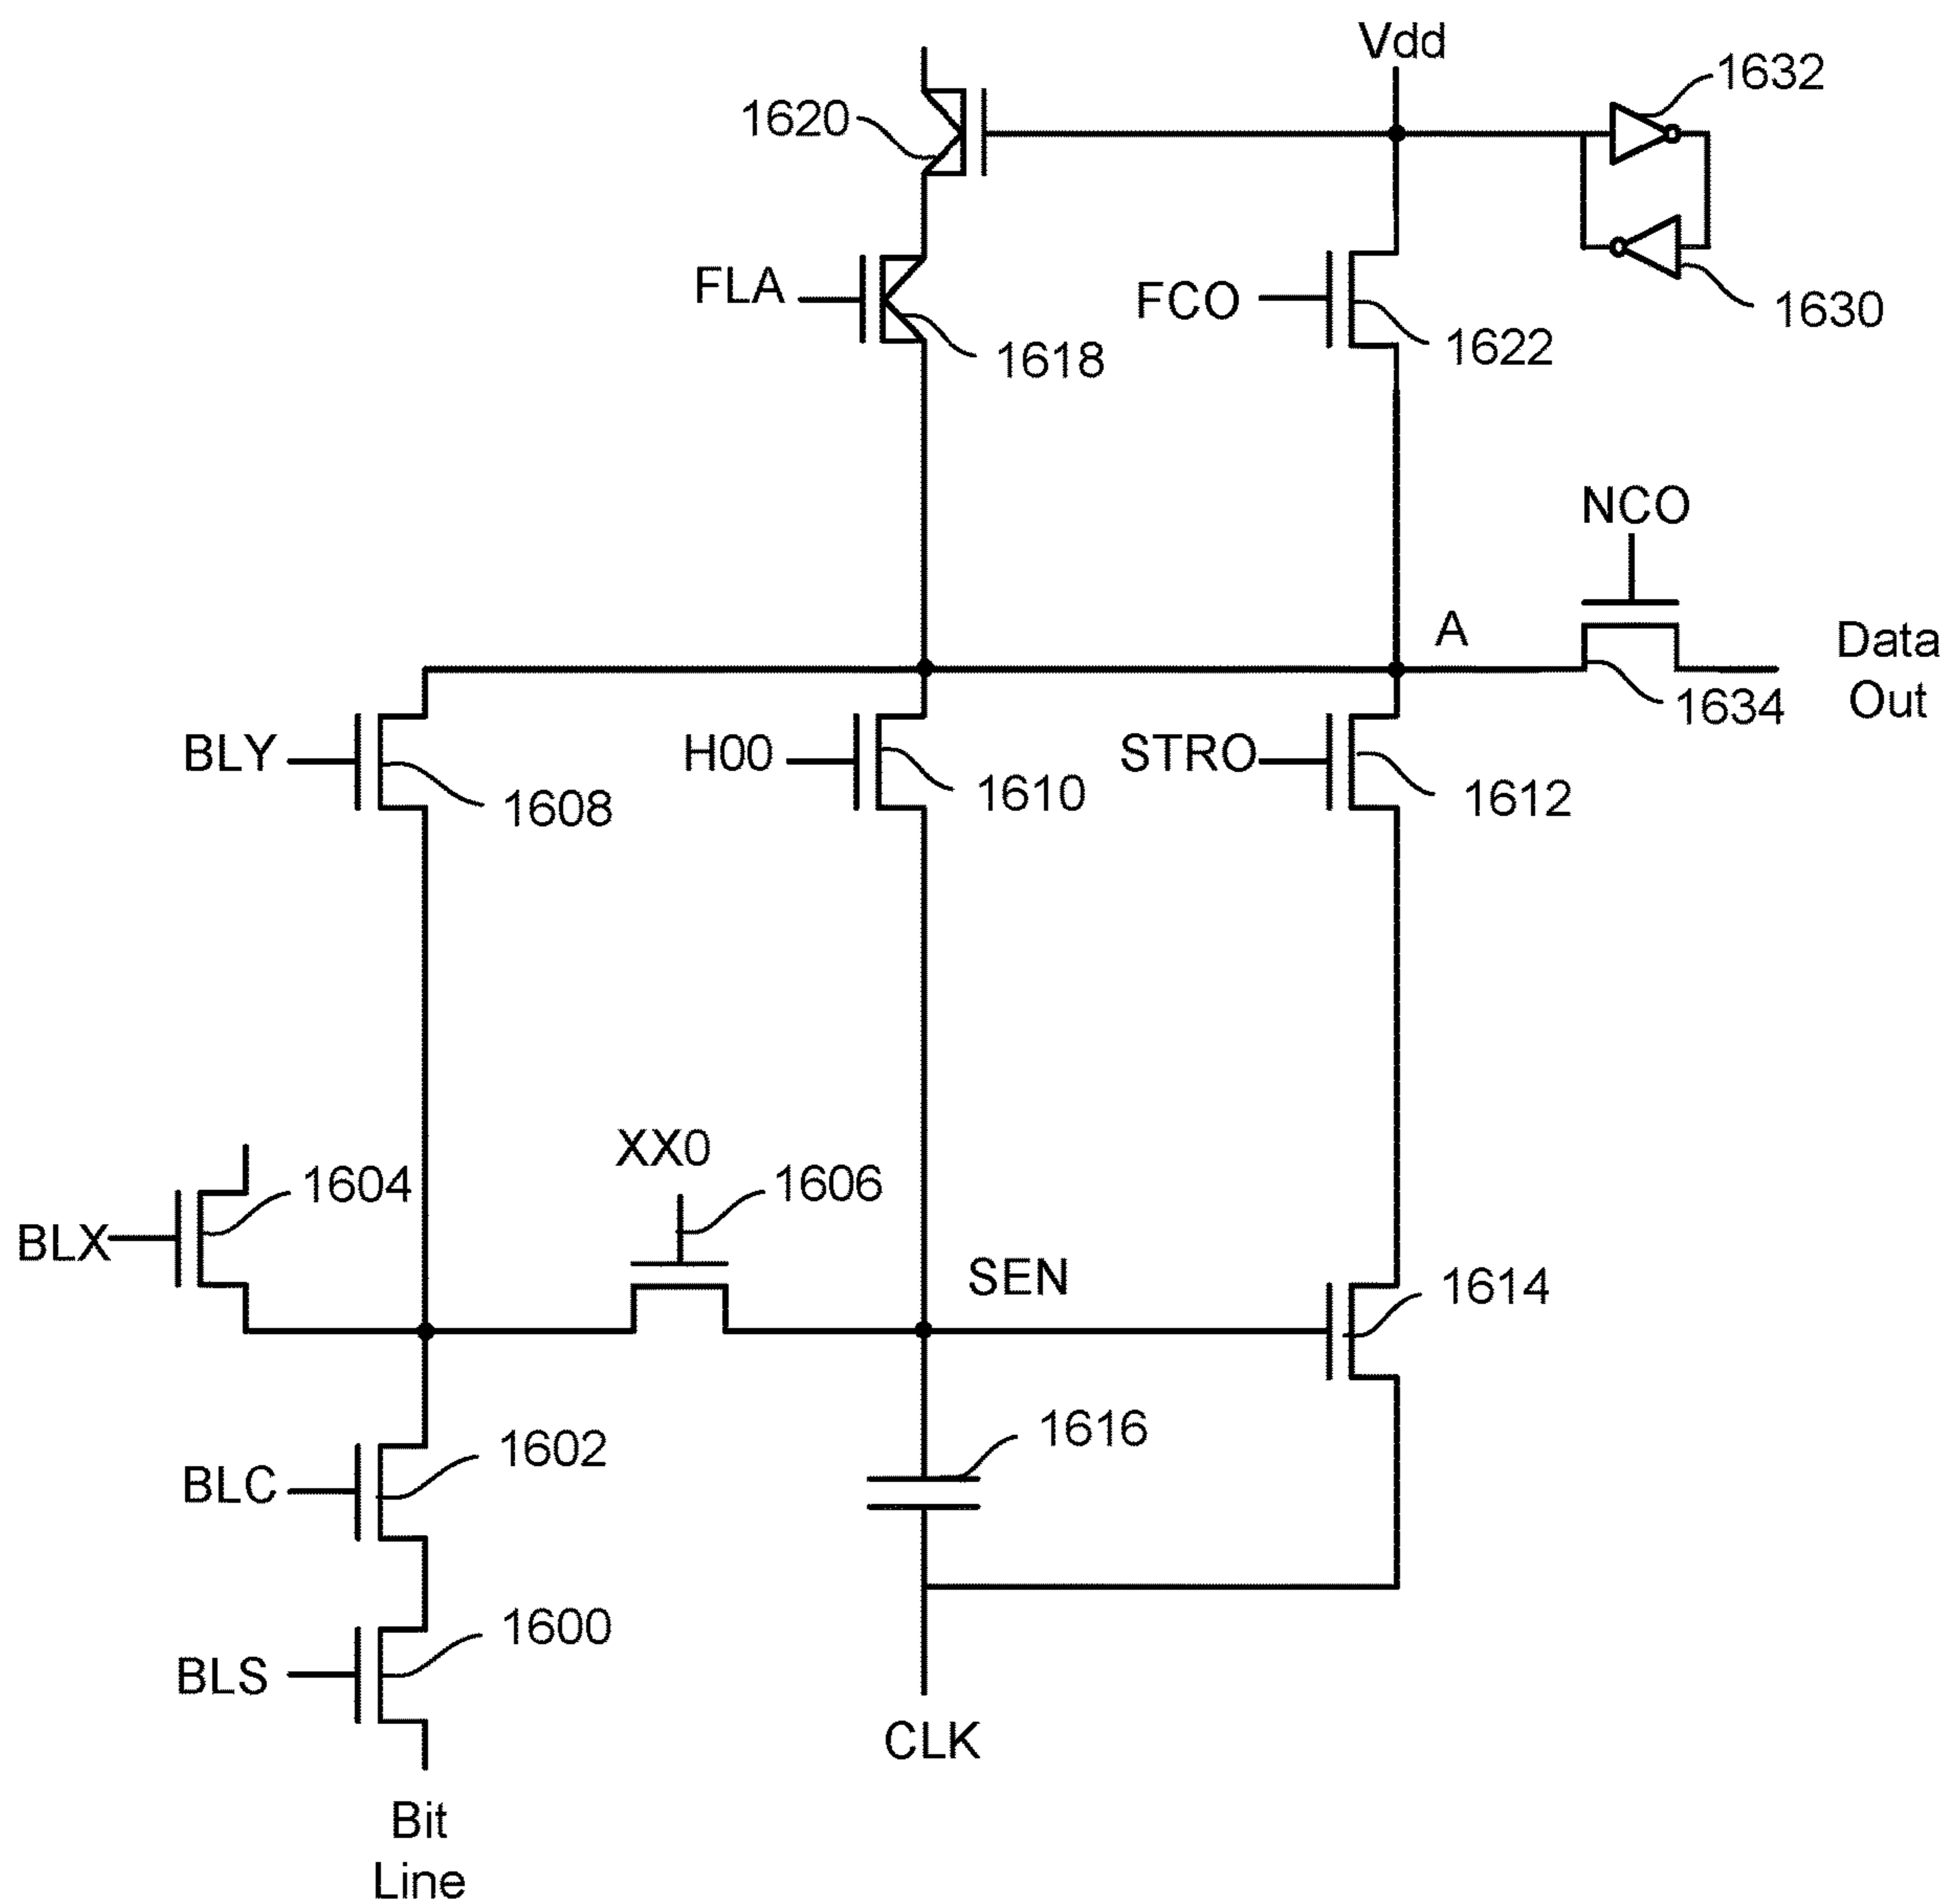 Vdd
1632
1620
FLA
FCO
1630
1618
1622
NCO
A
Data
Out
1634
BLY
H00
STRO
1608
1610
1612
XX0
1606
1604
BLX
SEN
1614
1616
1602
BLC
1600
BLS
CLK
Bit
Line